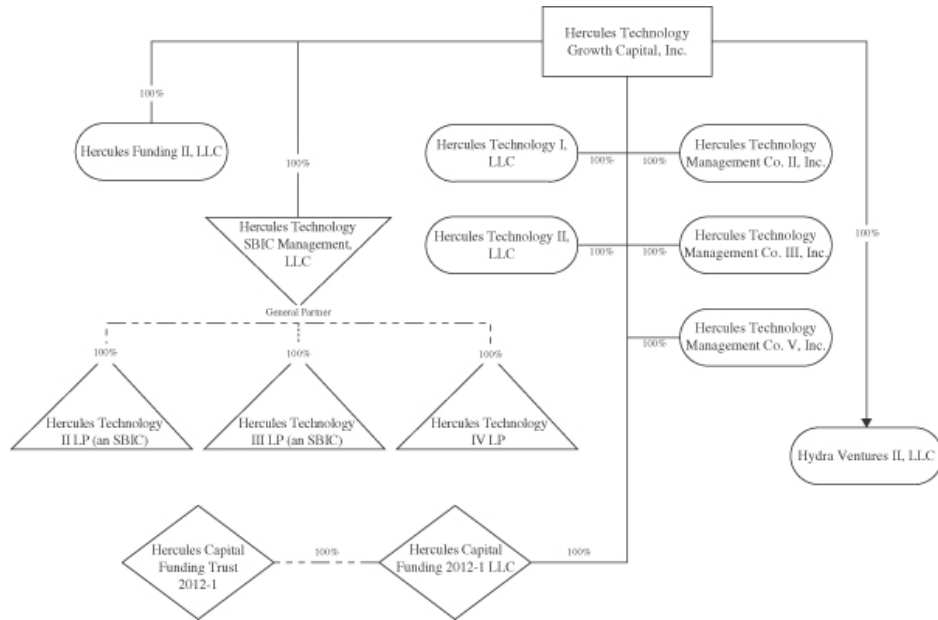 Hercules Technology
Growth Capital, Inc.
100%
Hercules Funding II, LLC
100%
Hercules Technology
SBIC Management,
LLC
General Partner
100%
100%
100%
Hercules Technology
II LP (an SBIC)
Hercules Technology
III LP (an SBIC)
Hercules Technology
IV LP
Hercules Technology I,
LLC
100%
100%
Hercules Technology
Management Co. II, Inc.
Hercules Technology II,
LLC
100%
100%
Hercules Technology
Management Co. III, Inc.
100%
Hercules Technology
Management Co. V, Inc.
100%
Hydra Ventures II, LLC
Hercules Capital
Funding Trust
2012-1
100%
Hercules Capital
Funding 2012-1 LLC
100%